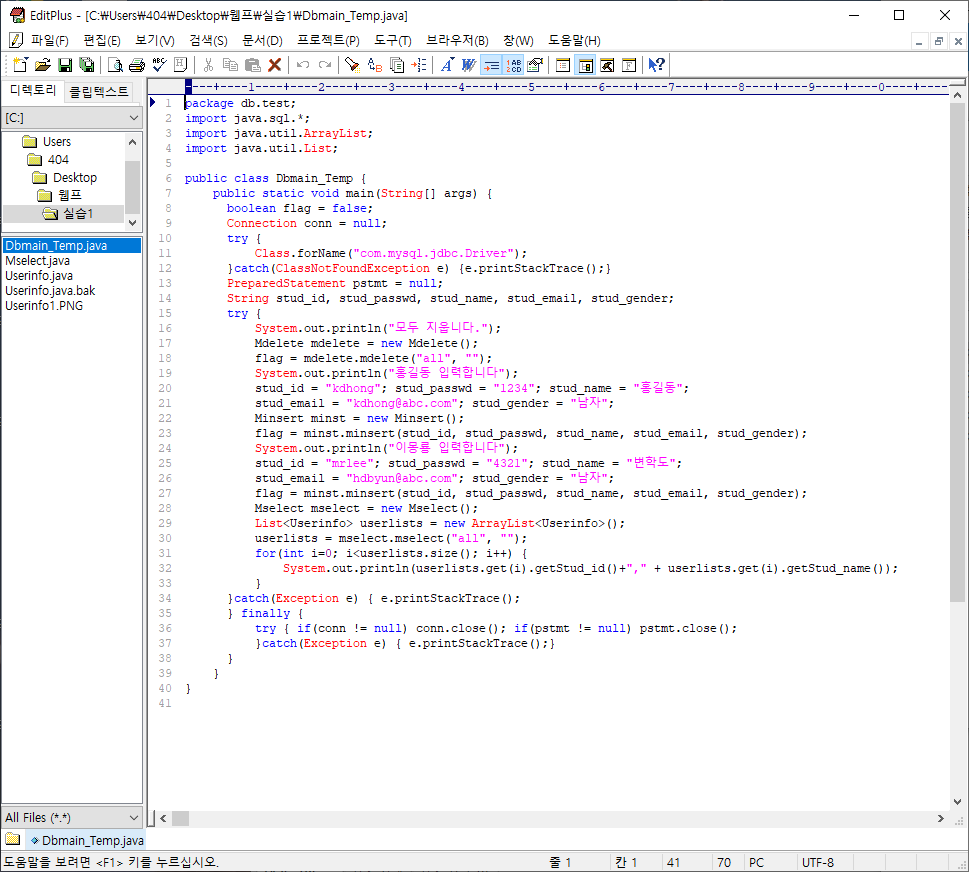 EditPlus - [C:₩Users₩404₩Desktop₩웹프₩실습1₩Dbmain_Temp.java]
파일(F) 편집(E) 보기(V) 검색(S) 문서(D) 프로젝트(P) 도구(T) 브라우저(B) 창(W) 도움말(H)
디렉토리 클립텍스트
[C:]
Users
404
Desktop
웹프
실습1
Dbmain_Temp.java
Mselect.java
Userinfo.java
Userinfo.java.bak
Userinfo1.PNG
All Files (*.*)
----+----1----+----2----+----3----+----4----+----5----+----6----+----7----+----8----+----9----+----0----+--
1 package db.test;
2 import java.sql.*;
3 import java.util.ArrayList;
4 import java.util.List;
5
6 public class Dbmain_Temp {
7 public static void main(String[] args) {
8 boolean flag = false;
9 Connection conn = null;
10 try {
11 Class.forName("com.mysql.jdbc.Driver");
12 }catch(ClassNotFoundException e) {e.printStackTrace();}
13 PreparedStatement pstmt = null;
14 String stud_id, stud_passwd, stud_name, stud_email, stud_gender;
15 try {
16 System.out.println("모두 지웁니다.");
17 Mdelete mdelete = new Mdelete();
18 flag = mdelete.mdelete("all", "");
19 System.out.println("홍길동 입력합니다");
20 stud_id = "kdhong"; stud_passwd = "1234"; stud_name = "홍길동";
21 stud_email = "kdhong@abc.com"; stud_gender = "남자";
22 Minsert minst = new Minsert();
23 flag = minst.minsert(stud_id, stud_passwd, stud_name, stud_email, stud_gender);
24 System.out.println("이몽룡 입력합니다");
25 stud_id = "mrlee"; stud_passwd = "4321"; stud_name = "변학도";
26 stud_email = "hdbyun@abc.com"; stud_gender = "남자";
27 flag = minst.minsert(stud_id, stud_passwd, stud_name, stud_email, stud_gender);
28 Mselect mselect = new Mselect();
29 List<Userinfo> userlists = new ArrayList<Userinfo>();
30 userlists = mselect.mselect("all", "");
31 for(int i=0; i<userlists.size(); i++) {
32 System.out.println(userlists.get(i).getStud_id()+"," + userlists.get(i).getStud_name());
33 }
34 }catch(Exception e) { e.printStackTrace();
35 } finally {
36 try { if(conn != null) conn.close(); if(pstmt != null) pstmt.close();
37 }catch(Exception e) { e.printStackTrace();}
38 }
39 }
40 }
41
Dbmain_Temp.java
도움말을 보려면 <F1> 키를 누르십시오. 줄 1 칸 1 41 70 PC UTF-8